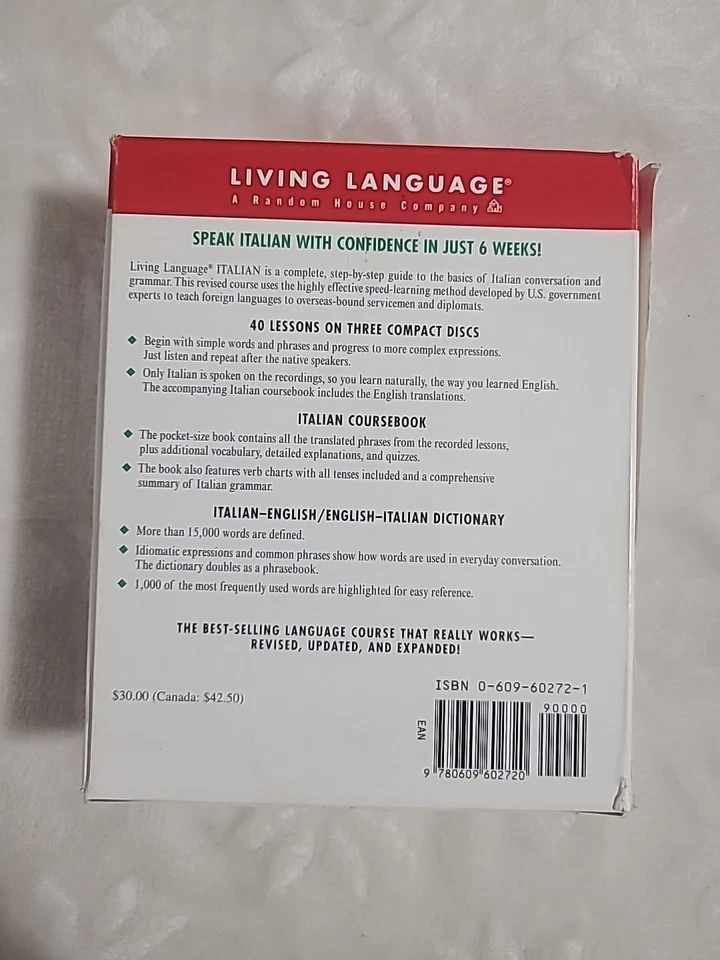 LIVING LANGUAGE®
A Random House Company
SPEAK ITALIAN WITH CONFIDENCE IN JUST 6 WEEKS!
Living Language® ITALIAN is a complete, step-by-step guide to the basics of Italian conversation and
grammar. This revised course uses the highly effective speed-learning method developed by U.S. government
experts to teach foreign languages to overseas-bound servicemen and diplomats.
40 LESSONS ON THREE COMPACT DISCS
❖ Begin with simple words and phrases and progress to more complex expressions.
Just listen and repeat after the native speakers.
❖ Only Italian is spoken on the recordings, so you learn naturally, the way you learned English.
The accompanying Italian coursebook includes the English translations.
ITALIAN COURSEBOOK
❖ The pocket-size book contains all the translated phrases from the recorded lessons,
plus additional vocabulary, detailed explanations, and quizzes.
❖ The book also features verb charts with all tenses included and a comprehensive
summary of Italian grammar.
ITALIAN–ENGLISH/ENGLISH–ITALIAN DICTIONARY
❖ More than 15,000 words are defined.
❖ Idiomatic expressions and common phrases show how words are used in everyday conversation.
The dictionary doubles as a phrasebook.
❖ 1,000 of the most frequently used words are highlighted for easy reference.
THE BEST-SELLING LANGUAGE COURSE THAT REALLY WORKS—
REVISED, UPDATED, AND EXPANDED!
$30.00 (Canada: $42.50)
ISBN 0-609-60272-1
90000
EAN
9 780609 602720